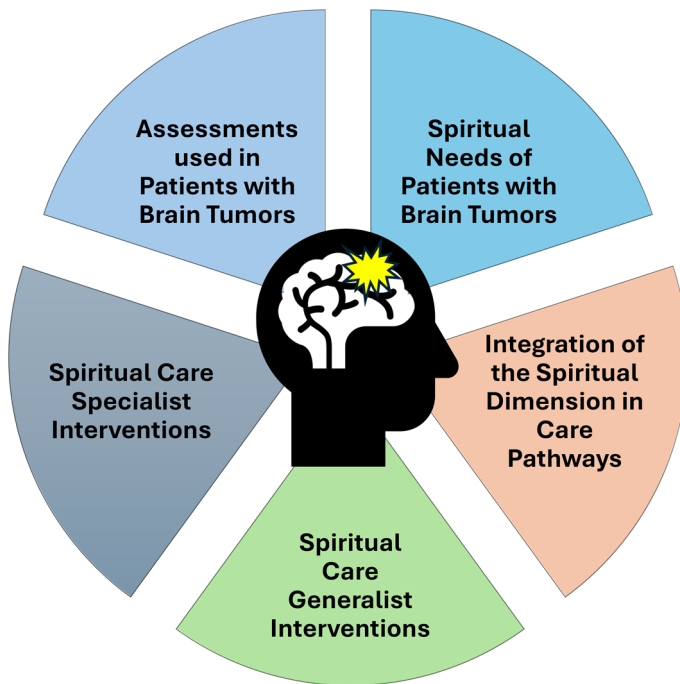 Assessments
used in
Patients with
Brain Tumors
Spiritual
Needs of
Patients with
Brain Tumors
Integration of
the Spiritual
Dimension in
Care
Pathways
Spiritual
Care
Generalist
Interventions
Spiritual Care
Specialist
Interventions